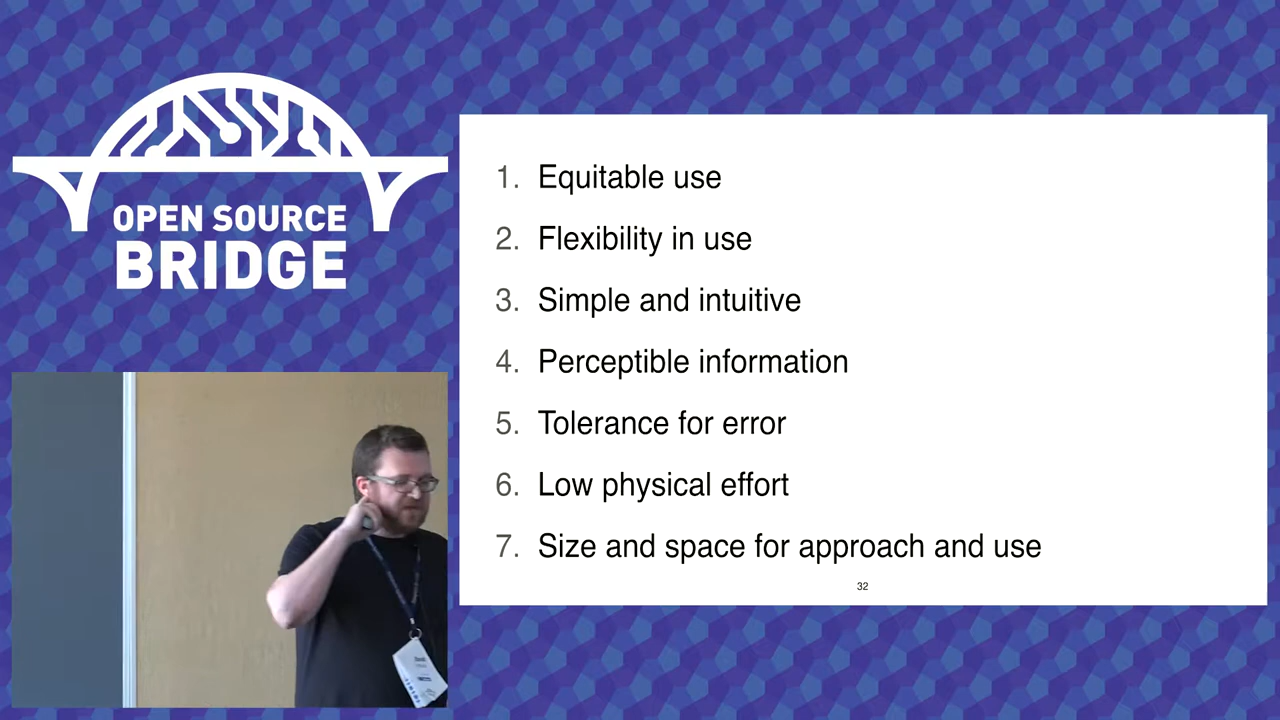 OPEN SOURCE
BRIDGE
1. Equitable use
2. Flexibility in use
3. Simple and intuitive
4. Perceptible information
5. Tolerance for error
6. Low physical effort
7. Size and space for approach and use
32